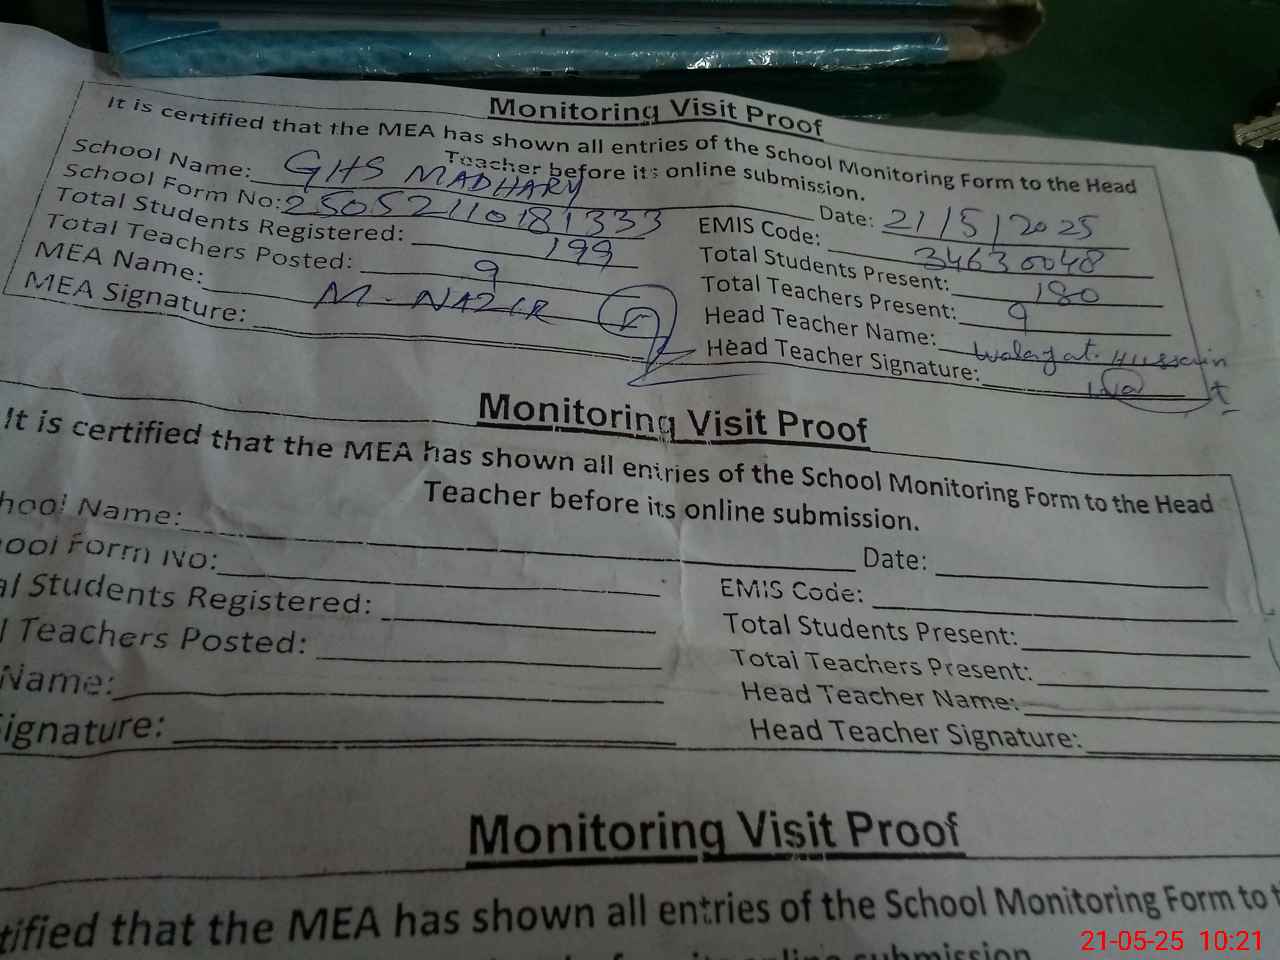 Monitoring Visit Proof
It is certified that the MEA has shown all entries of the School Monitoring Form to the Head
Teacher before its online submission.
School Name: GHS MADHARY Date: 21/5/2025
School Form No: 25052110181333 EMIS Code: 34630048
Total Students Registered: 199 Total Students Present: 180
Total Teachers Posted: 9 Total Teachers Present: 9
MEA Name: M. NAZIR Head Teacher Name: Walayat. Hussain
MEA Signature: Head Teacher Signature:
Monitoring Visit Proof
It is certified that the MEA has shown all entries of the School Monitoring Form to the Head
Teacher before its online submission.
hool Name: Date:
ool Form No: EMIS Code:
al Students Registered: Total Students Present:
l Teachers Posted: Total Teachers Present:
Name: Head Teacher Name:
Signature: Head Teacher Signature:
Monitoring Visit Proof
tified that the MEA has shown all entries of the School Monitoring Form to t
before its online submission
21-05-25 10:21